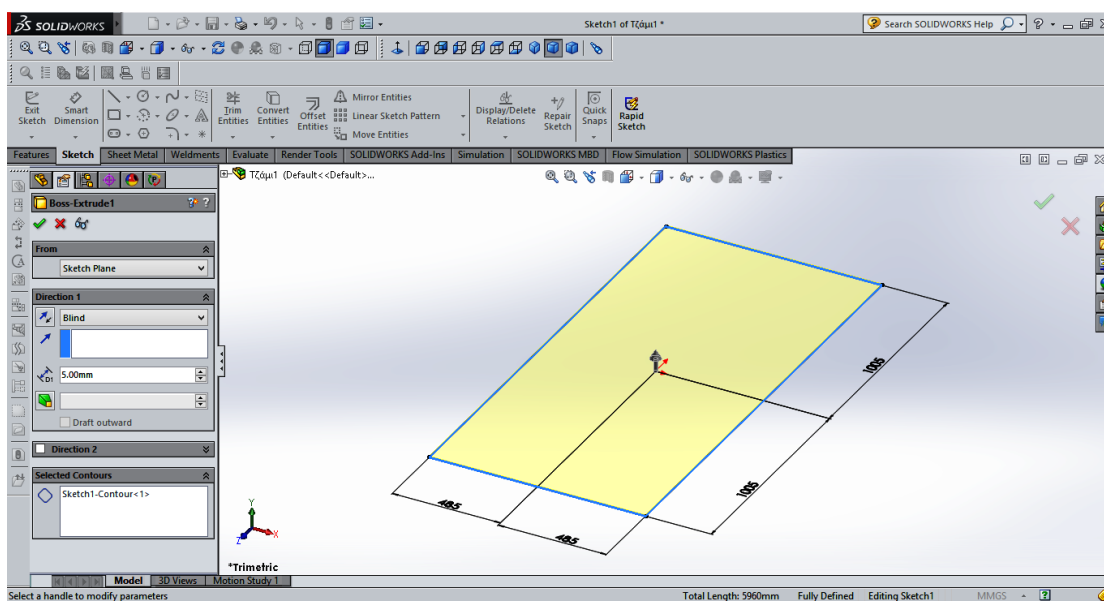 SOLIDWORKS
Sketch1 of Τζάμι1 *
Search SOLIDWORKS Help
Exit Sketch
Smart Dimension
Trim Entities
Convert Entities
Offset Entities
Mirror Entities
Linear Sketch Pattern
Move Entities
Display/Delete Relations
Repair Sketch
Quick Snaps
Rapid Sketch
Features Sketch Sheet Metal Weldments Evaluate Render Tools SOLIDWORKS Add-Ins Simulation SOLIDWORKS MBD Flow Simulation SOLIDWORKS Plastics
Τζάμι1 (Default<<Default>...
Boss-Extrude1
From
Sketch Plane
Direction 1
Blind
D1
5.00mm
Draft outward
Direction 2
Selected Contours
Sketch1-Contour<1>
1005
1005
485
485
Y
X
Z
*Trimetric
Model 3D Views Motion Study 1
Select a handle to modify parameters
Total Length: 5960mm Fully Defined Editing Sketch1 MMGS